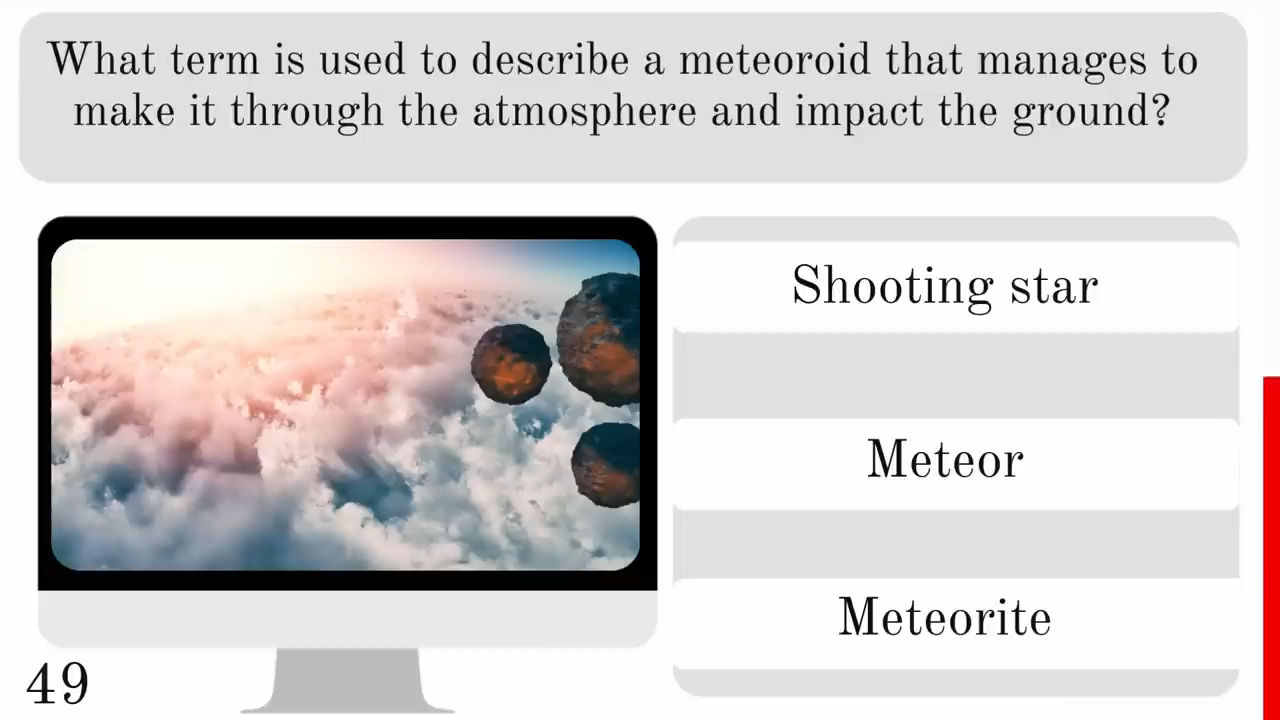 What term is used to describe a meteoroid that manages to
make it through the atmosphere and impact the ground?
Shooting star
Meteor
Meteorite
49